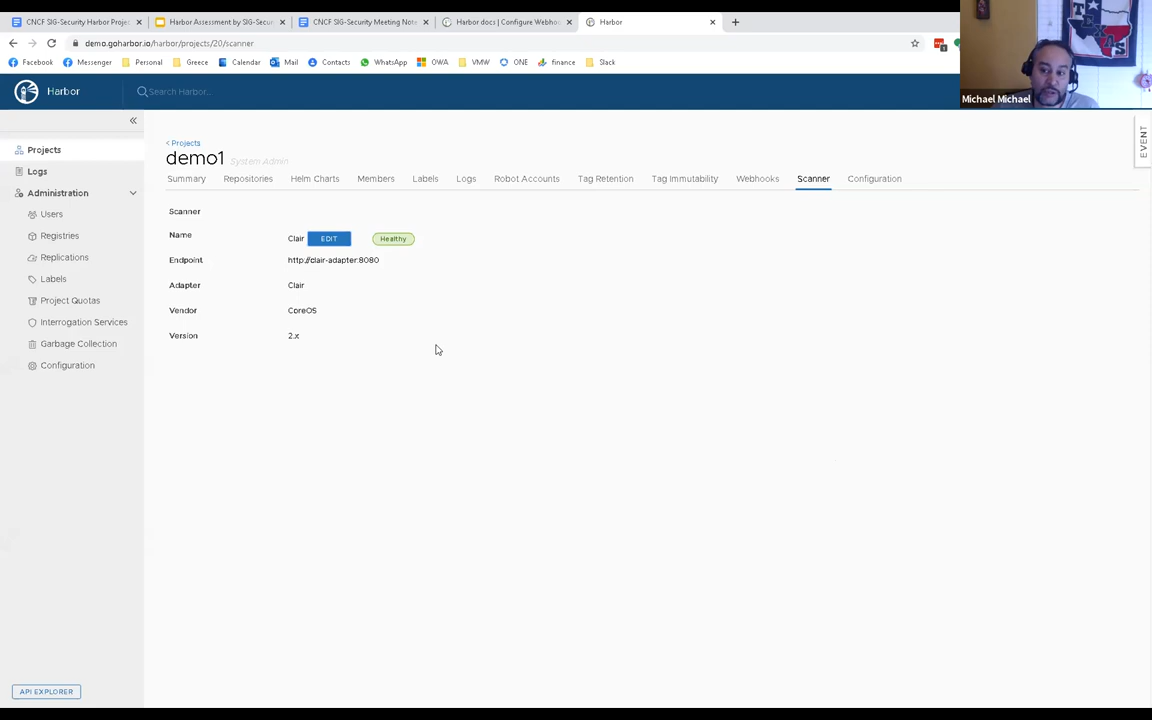 CNCF SIG-Security Harbor Projec
Harbor Assessment by SIG-Secur
CNCF SIG-Security Meeting Note
Harbor docs | Configure Webhoo
Harbor
demo.goharbor.io/harbor/projects/20/scanner
Facebook
Messenger
Personal
Greece
Calendar
Mail
Contacts
WhatsApp
OWA
VMW
ONE
finance
Slack
Harbor
Search Harbor...
TEXAS
Michael Michael
EVENT
Projects
Logs
Administration
Users
Registries
Replications
Labels
Project Quotas
Interrogation Services
Garbage Collection
Configuration
API EXPLORER
< Projects
demo1 System Admin
Summary Repositories Helm Charts Members Labels Logs Robot Accounts Tag Retention Tag Immutability Webhooks Scanner Configuration
Scanner
Name Clair EDIT Healthy
Endpoint http://clair-adapter:8080
Adapter Clair
Vendor CoreOS
Version 2.x